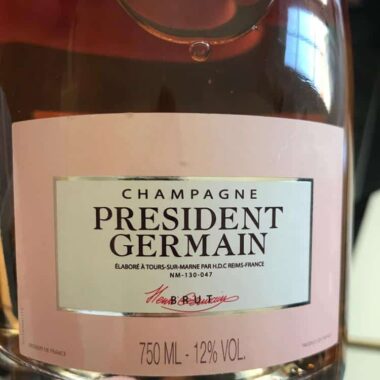 CHAMPAGNE
PRESIDENT
GERMAIN
ÉLABORÉ À TOURS-SUR-MARNE PAR H.D.C REIMS-FRANCE
NM-130-047
BRUT
750 ML - 12% VOL.